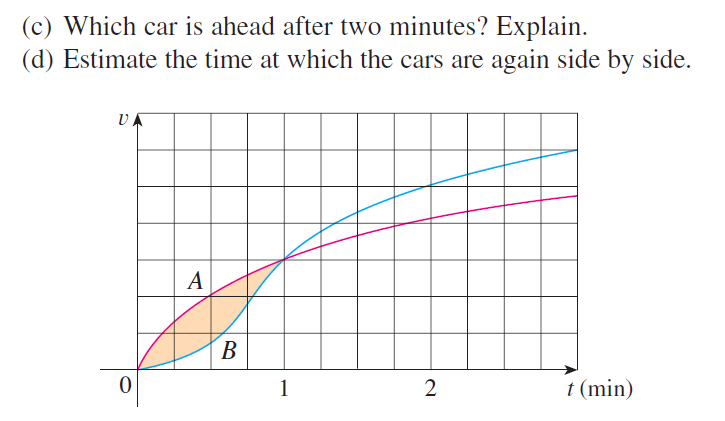 (c) Which car is ahead after two minutes? Explain.
(d) Estimate the time at which the cars are again side by side.
v
A
B
0
1
2
t (min)